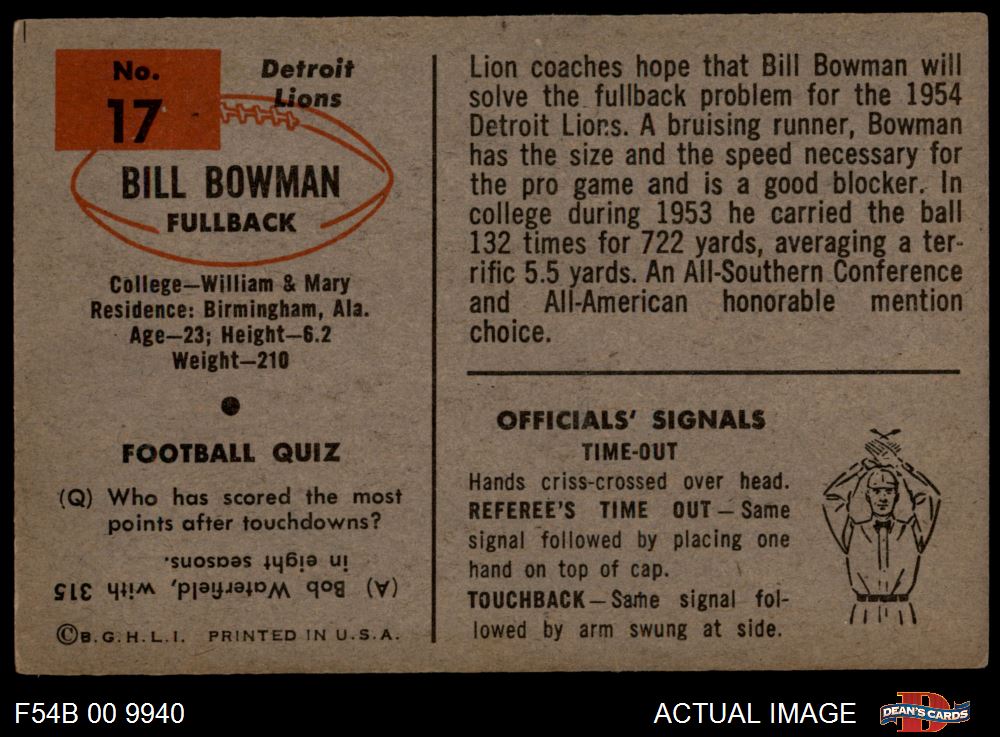 No.
17
Detroit
Lions
BILL BOWMAN
FULLBACK
College—William & Mary
Residence: Birmingham, Ala.
Age—23; Height—6.2
Weight—210
FOOTBALL QUIZ
(Q) Who has scored the most
points after touchdowns?
(A) Bob Waterfield, with 315
in eight seasons.
©B.G.H.L.I. PRINTED IN U.S.A.
Lion coaches hope that Bill Bowman will
solve the fullback problem for the 1954
Detroit Lions. A bruising runner, Bowman
has the size and the speed necessary for
the pro game and is a good blocker. In
college during 1953 he carried the ball
132 times for 722 yards, averaging a ter-
rific 5.5 yards. An All-Southern Conference
and All-American honorable mention
choice.
OFFICIALS' SIGNALS
TIME-OUT
Hands criss-crossed over head.
REFEREE'S TIME OUT — Same
signal followed by placing one
hand on top of cap.
TOUCHBACK — Same signal fol-
lowed by arm swung at side.
F54B 00 9940
ACTUAL IMAGE
DEAN'S CARDS